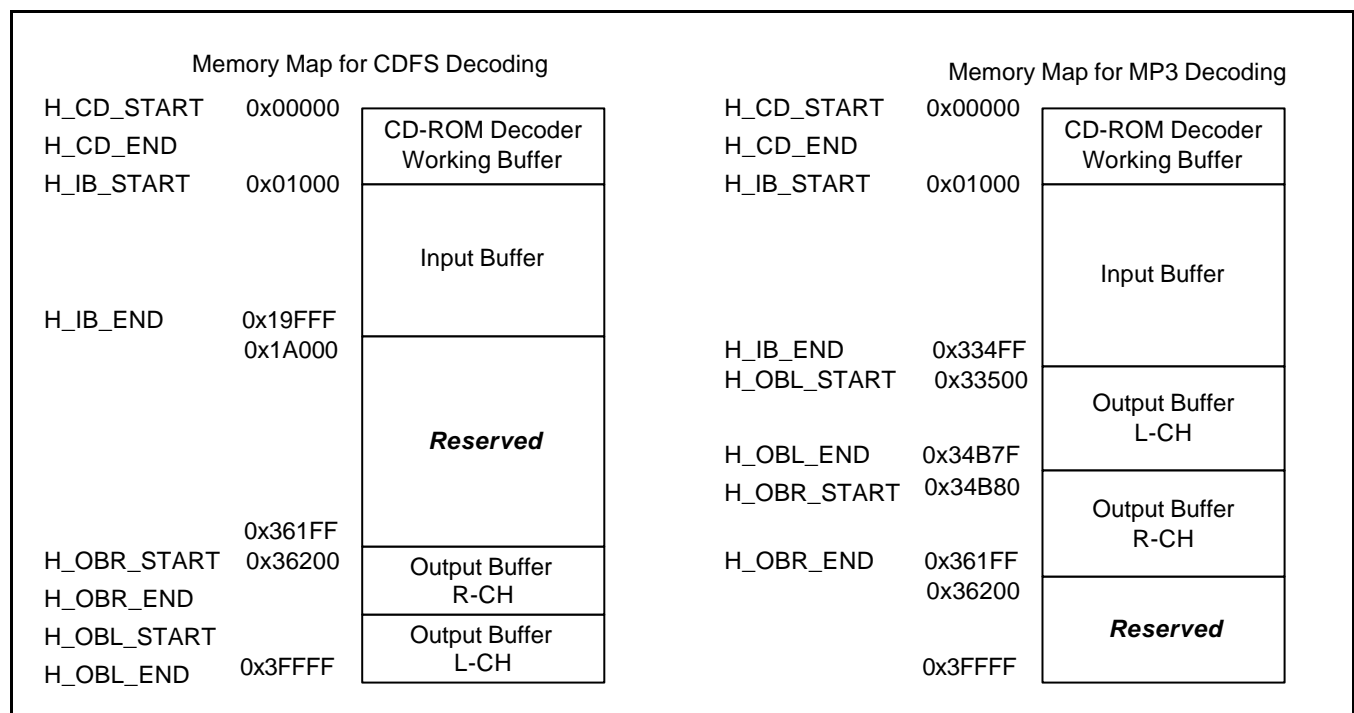 Memory Map for CDFS Decoding
H_CD_START 0x00000
CD-ROM Decoder
Working Buffer
H_CD_END
H_IB_START 0x01000
Input Buffer
H_IB_END 0x19FFF
0x1A000
Reserved
0x361FF
H_OBR_START 0x36200
Output Buffer
R-CH
H_OBR_END
H_OBL_START
Output Buffer
L-CH
H_OBL_END 0x3FFFF
Memory Map for MP3 Decoding
H_CD_START 0x00000
CD-ROM Decoder
Working Buffer
H_CD_END
H_IB_START 0x01000
Input Buffer
H_IB_END 0x334FF
H_OBL_START 0x33500
Output Buffer
L-CH
H_OBL_END 0x34B7F
H_OBR_START 0x34B80
Output Buffer
R-CH
H_OBR_END 0x361FF
0x36200
Reserved
0x3FFFF